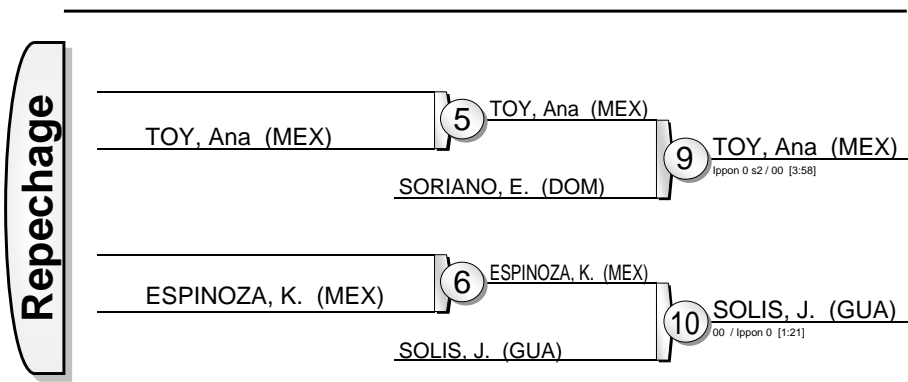 Repechage
TOY, Ana (MEX)
5
TOY, Ana (MEX)
SORIANO, E. (DOM)
9
TOY, Ana (MEX)
Ippon 0 s2 / 00 [3:58]
ESPINOZA, K. (MEX)
6
ESPINOZA, K. (MEX)
SOLIS, J. (GUA)
10
SOLIS, J. (GUA)
00 / Ippon 0 [1:21]